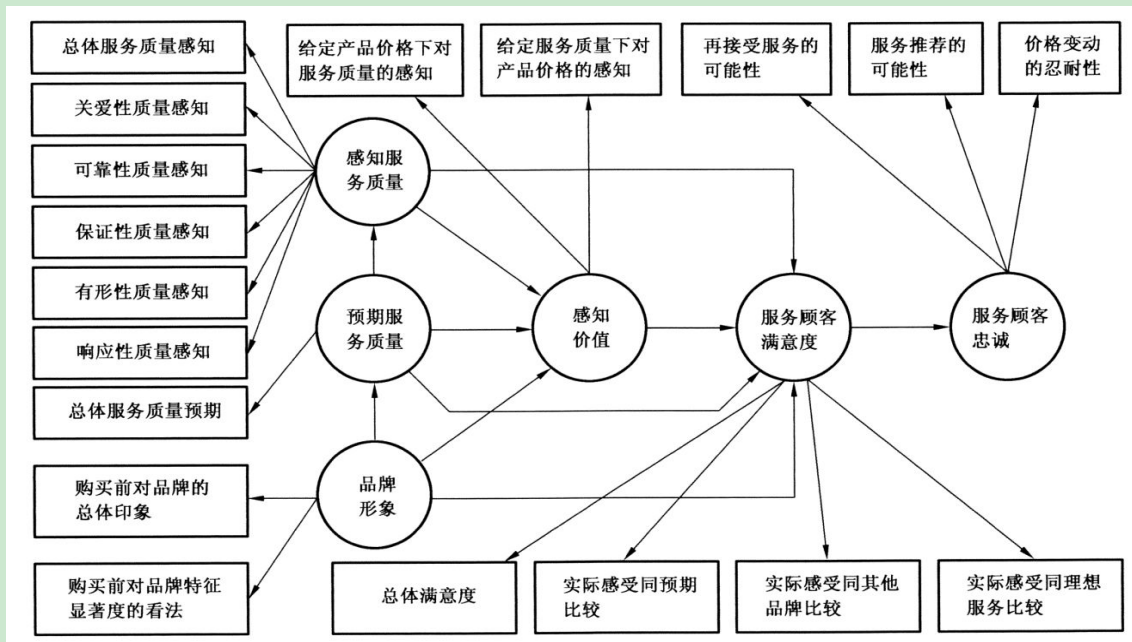 总体服务质量感知
关爱性质量感知
可靠性质量感知
保证性质量感知
有形性质量感知
响应性质量感知
总体服务质量预期
购买前对品牌的
总体印象
购买前对品牌特征
显著度的看法
给定产品价格下对
服务质量的感知
给定服务质量下对
产品价格的感知
再接受服务的
可能性
服务推荐的
可能性
价格变动
的忍耐性
感知服
务质量
预期服
务质量
品牌
形象
感知
价值
服务顾客
满意度
服务顾客
忠诚
总体满意度
实际感受同预期
比较
实际感受同其他
品牌比较
实际感受同理想
服务比较